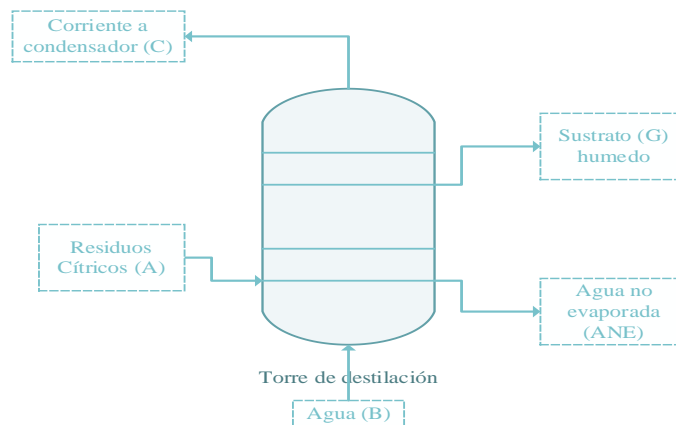 Corriente a
condensador (C)
Sustrato (G)
humedo
Residuos
Cítricos (A)
Agua no
evaporada
(ANE)
Torre de destilación
Agua (B)